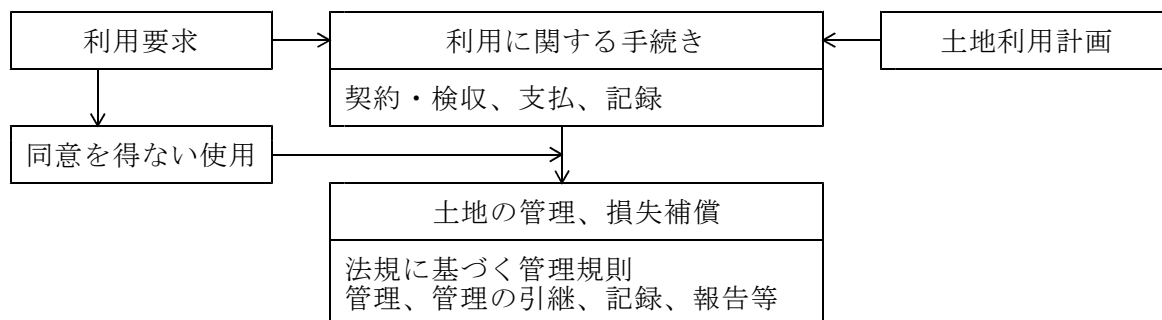 利用要求
利用に関する手続き
土地利用計画
契約・検収、支払、記録
同意を得ない使用
土地の管理、損失補償
法規に基づく管理規則
管理、管理の引継、記録、報告等